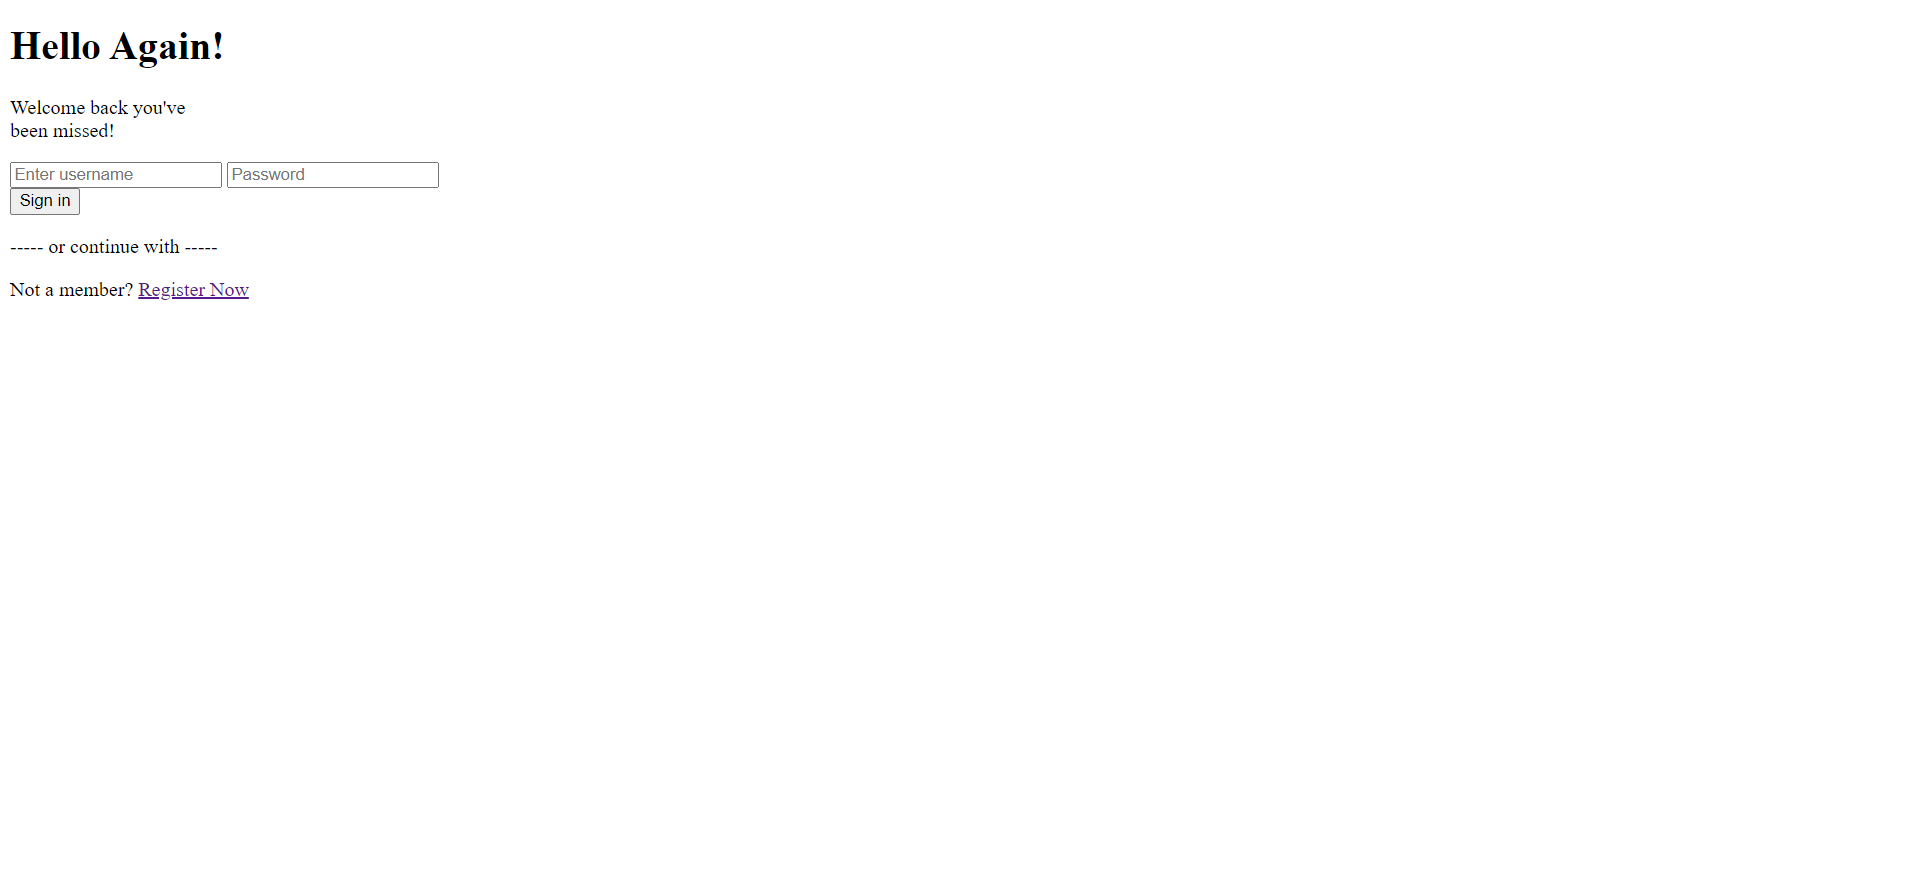 Hello Again!
Welcome back you've
been missed!
Enter username Password
Sign in
----- or continue with -----
Not a member? Register Now